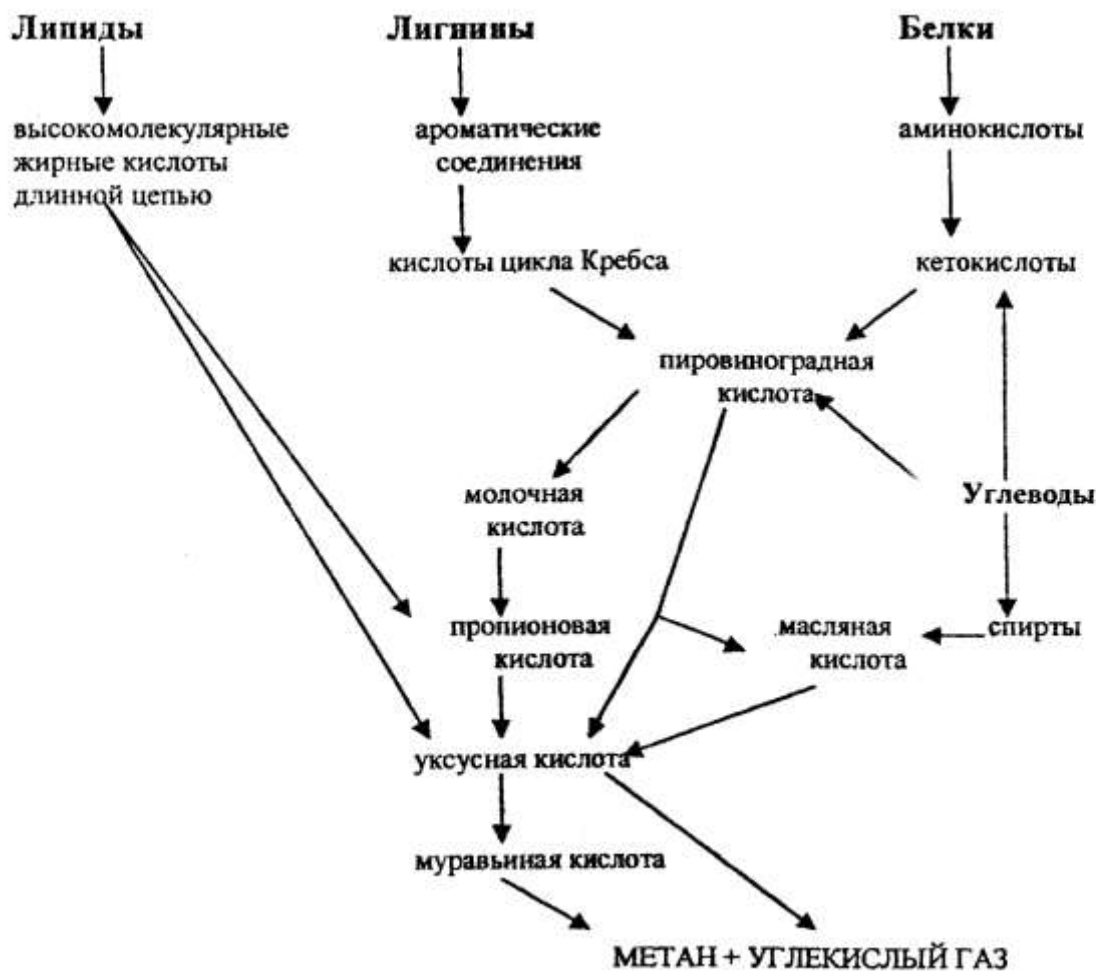 Липиды
Лигнины
Белки
высокомолекулярные
жирные кислоты
длинной цепью
ароматические
соединения
аминокислоты
кислоты цикла Кребса
кетокислоты
пировиноградная
кислота
молочная
кислота
Углеводы
пропионовая
кислота
масляная
кислота
спирты
уксусная кислота
муравьиная кислота
МЕТАН + УГЛЕКИСЛЫЙ ГАЗ